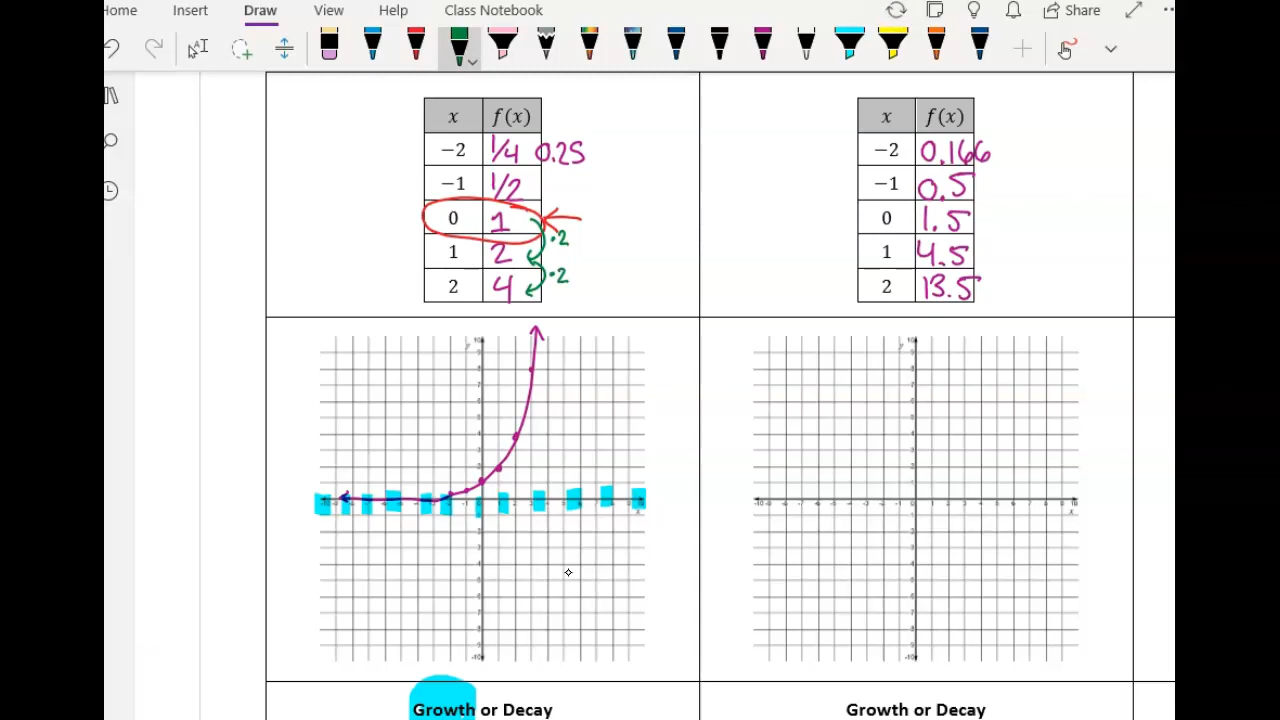 Home Insert Draw View Help Class Notebook Share
x f(x)
−2 1/4 0.25
−1 1/2
0 1
1 2 ·2
2 4 ·2
x f(x)
−2 0.166
−1 0.5
0 1.5
1 4.5
2 13.5
Growth or Decay
Growth or Decay